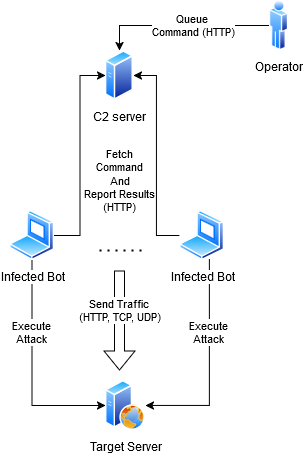 Queue
Command (HTTP)
Operator
C2 server
Fetch
Command
And
Report Results
(HTTP)
Infected Bot
......
Infected Bot
Send Traffic
(HTTP, TCP, UDP)
Execute
Attack
Execute
Attack
Target Server